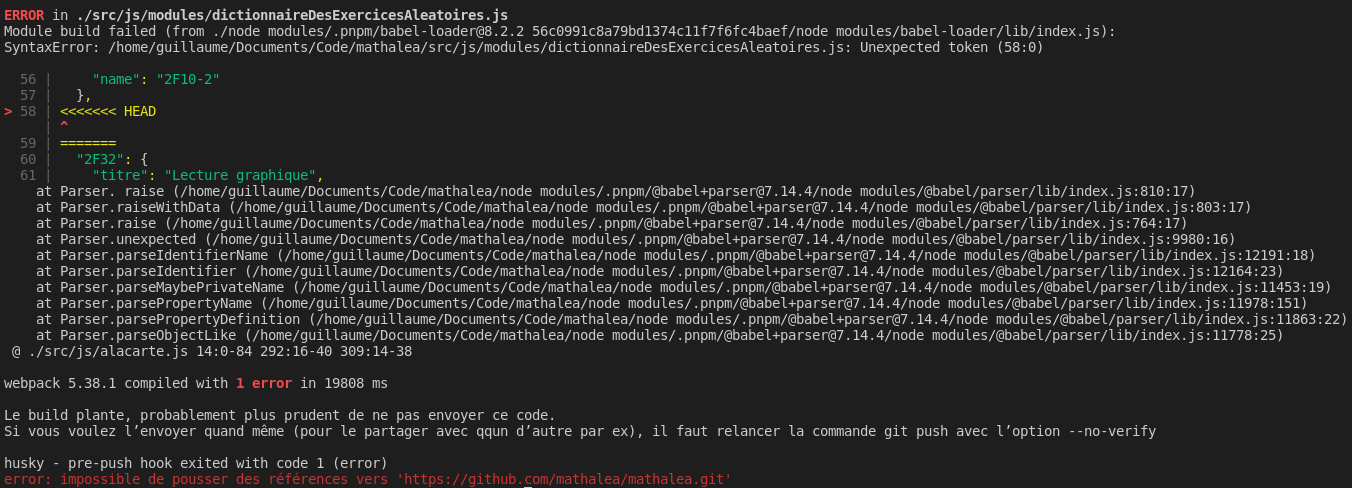 ERROR in ./src/js/modules/dictionnaireDesExercicesAleatoires.js
Module build failed (from ./node modules/.pnpm/babel-loader@8.2.2 56c0991c8a79bd1374c11f7f6fc4baef/node modules/babel-loader/lib/index.js):
SyntaxError: /home/guillaume/Documents/Code/mathalea/src/js/modules/dictionnaireDesExercicesAleatoires.js: Unexpected token (58:0)
  56 |     "name": "2F10-2"
  57 |   },
> 58 | <<<<<<< HEAD
     | ^
  59 | =======
  60 |   "2F32": {
  61 |     "titre": "Lecture graphique",
    at Parser. raise (/home/guillaume/Documents/Code/mathalea/node modules/.pnpm/@babel+parser@7.14.4/node modules/@babel/parser/lib/index.js:810:17)
    at Parser.raiseWithData (/home/guillaume/Documents/Code/mathalea/node modules/.pnpm/@babel+parser@7.14.4/node modules/@babel/parser/lib/index.js:803:17)
    at Parser.raise (/home/guillaume/Documents/Code/mathalea/node modules/.pnpm/@babel+parser@7.14.4/node modules/@babel/parser/lib/index.js:764:17)
    at Parser.unexpected (/home/guillaume/Documents/Code/mathalea/node modules/.pnpm/@babel+parser@7.14.4/node modules/@babel/parser/lib/index.js:9980:16)
    at Parser.parseIdentifierName (/home/guillaume/Documents/Code/mathalea/node modules/.pnpm/@babel+parser@7.14.4/node modules/@babel/parser/lib/index.js:12191:18)
    at Parser.parseIdentifier (/home/guillaume/Documents/Code/mathalea/node modules/.pnpm/@babel+parser@7.14.4/node modules/@babel/parser/lib/index.js:12164:23)
    at Parser.parseMaybePrivateName (/home/guillaume/Documents/Code/mathalea/node modules/.pnpm/@babel+parser@7.14.4/node modules/@babel/parser/lib/index.js:11453:19)
    at Parser.parsePropertyName (/home/guillaume/Documents/Code/mathalea/node modules/.pnpm/@babel+parser@7.14.4/node modules/@babel/parser/lib/index.js:11978:151)
    at Parser.parsePropertyDefinition (/home/guillaume/Documents/Code/mathalea/node modules/.pnpm/@babel+parser@7.14.4/node modules/@babel/parser/lib/index.js:11863:22)
    at Parser.parseObjectLike (/home/guillaume/Documents/Code/mathalea/node modules/.pnpm/@babel+parser@7.14.4/node modules/@babel/parser/lib/index.js:11778:25)
 @ ./src/js/alacarte.js 14:0-84 292:16-40 309:14-38
webpack 5.38.1 compiled with 1 error in 19808 ms
Le build plante, probablement plus prudent de ne pas envoyer ce code.
Si vous voulez l’envoyer quand même (pour le partager avec qqun d’autre par ex), il faut relancer la commande git push avec l’option --no-verify
husky - pre-push hook exited with code 1 (error)
error: impossible de pousser des références vers 'https://github.com/mathalea/mathalea.git'